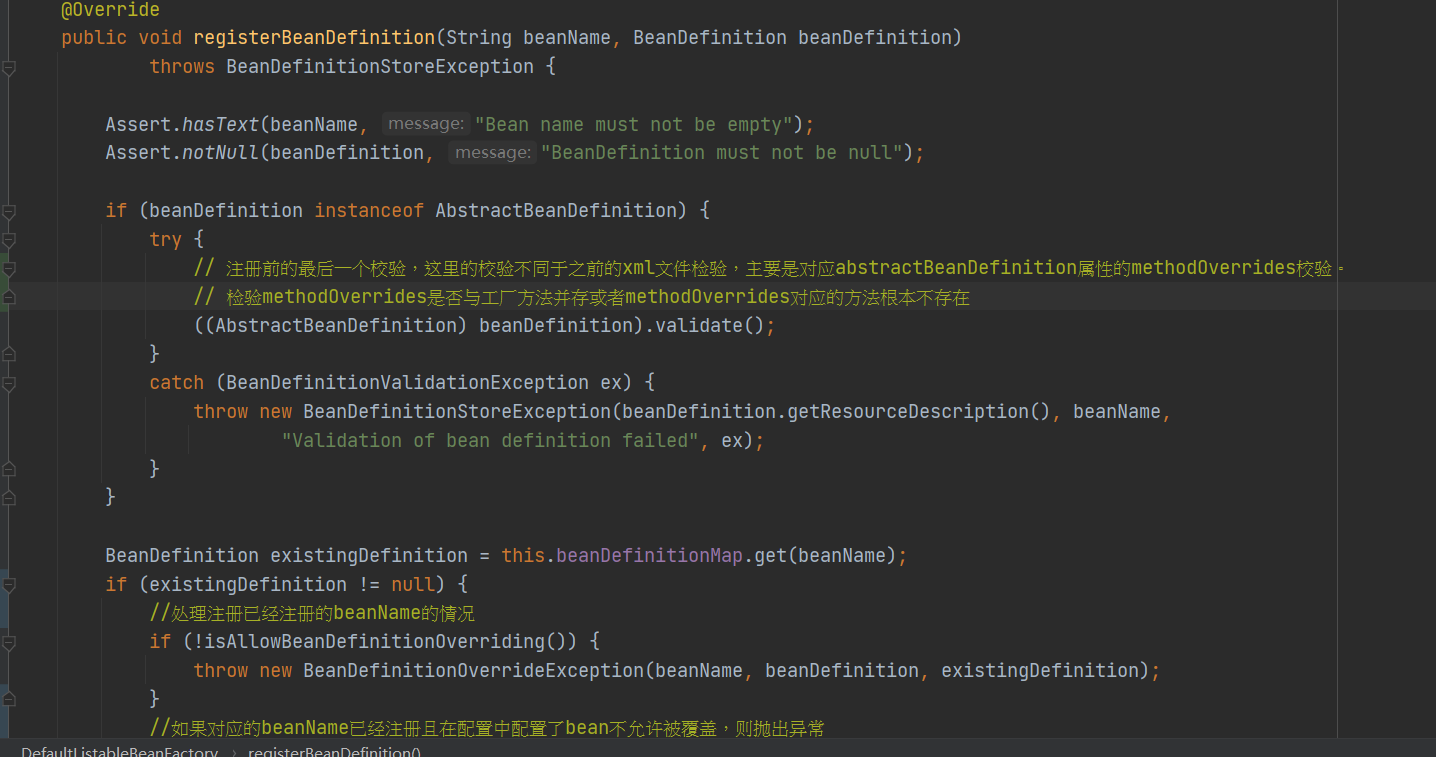 @Override
public void registerBeanDefinition(String beanName, BeanDefinition beanDefinition)
throws BeanDefinitionStoreException {
Assert.hasText(beanName, message: "Bean name must not be empty");
Assert.notNull(beanDefinition, message: "BeanDefinition must not be null");
if (beanDefinition instanceof AbstractBeanDefinition) {
try {
// 注册前的最后一个校验，这里的校验不同于之前的xml文件检验，主要是对应abstractBeanDefinition属性的methodOverrides校验。
// 检验methodOverrides是否与工厂方法并存或者methodOverrides对应的方法根本不存在
((AbstractBeanDefinition) beanDefinition).validate();
}
catch (BeanDefinitionValidationException ex) {
throw new BeanDefinitionStoreException(beanDefinition.getResourceDescription(), beanName,
"Validation of bean definition failed", ex);
}
}
BeanDefinition existingDefinition = this.beanDefinitionMap.get(beanName);
if (existingDefinition != null) {
//处理注册已经注册的beanName的情况
if (!isAllowBeanDefinitionOverriding()) {
throw new BeanDefinitionOverrideException(beanName, beanDefinition, existingDefinition);
}
//如果对应的beanName已经注册且在配置中配置了bean不允许被覆盖，则抛出异常
DefaultListableBeanFactory › registerBeanDefinition()